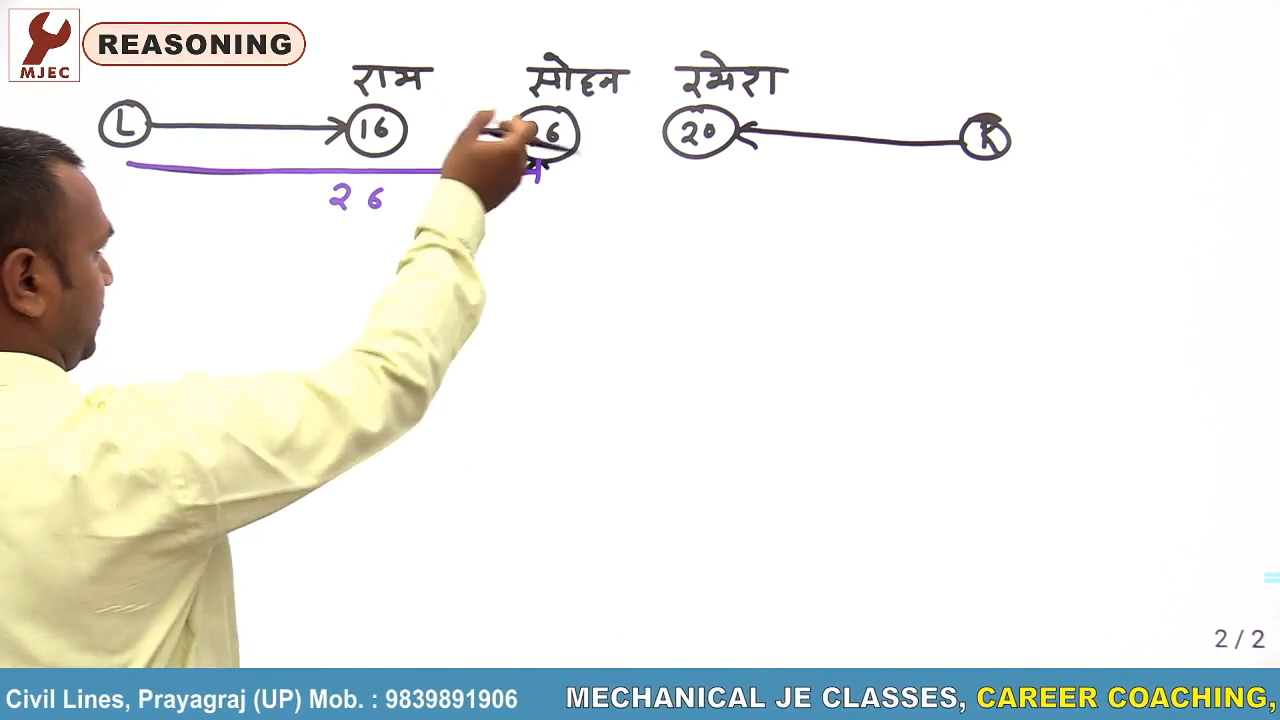 REASONING
MJEC
राम सोहन रमेश
L 16 6 20 R
26
2/2
Civil Lines, Prayagraj (UP) Mob. : 9839891906 MECHANICAL JE CLASSES, CAREER COACHING,